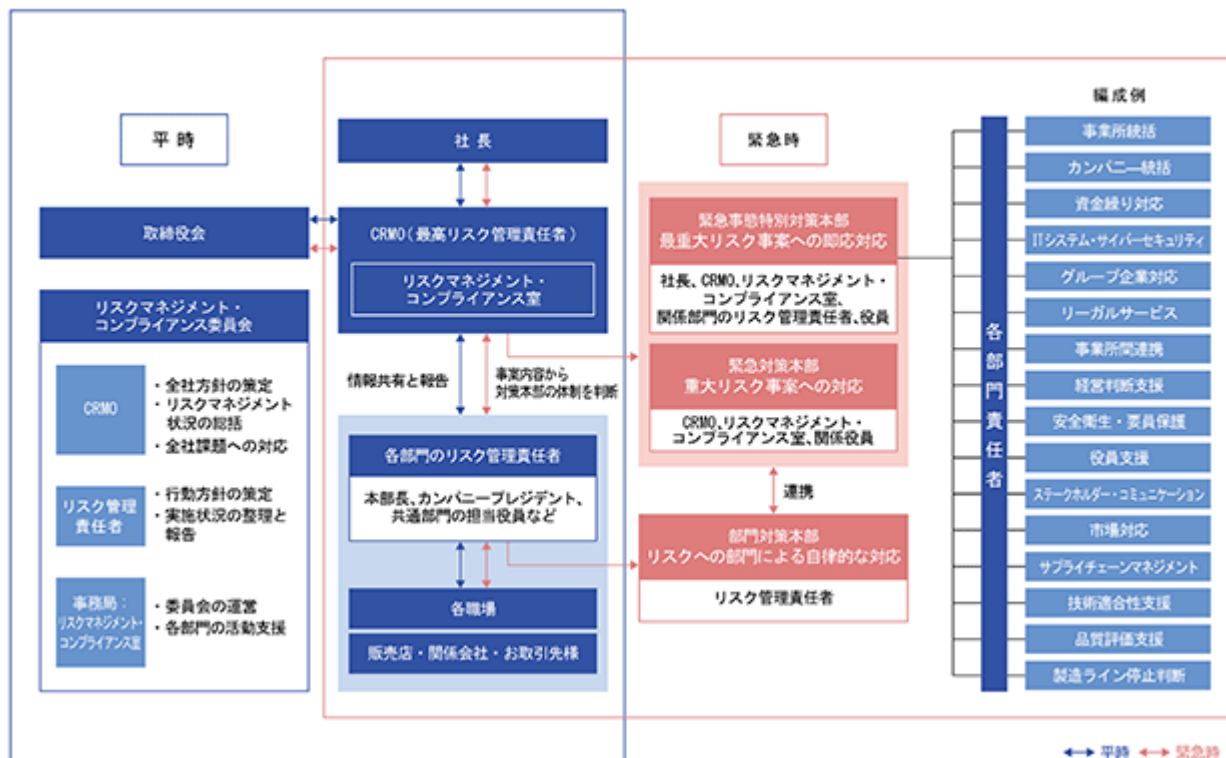 平時
取締役会
リスクマネジメント・
コンプライアンス委員会
CRMO
・全社方針の策定
・リスクマネジメント
状況の総括
・全社課題への対応
リスク管理
責任者
・行動方針の策定
・実施状況の整理と
報告
事務局：
リスクマネジメント・
コンプライアンス室
・委員会の運営
・各部門の活動支援
社長
CRMO（最高リスク管理責任者）
リスクマネジメント・
コンプライアンス室
情報共有と報告
事案内容から
対策本部の体制を判断
各部門のリスク管理責任者
本部長、カンパニープレジデント、
共通部門の担当役員など
各職場
販売店・関係会社・お取引先様
緊急時
緊急事態特別対策本部
最重大リスク事案への即応対応
社長、CRMO、リスクマネジメント・
コンプライアンス室、
関係部門のリスク管理責任者、役員
緊急対策本部
重大リスク事案への対応
CRMO、リスクマネジメント・
コンプライアンス室、関係役員
連携
部門対策本部
リスクへの部門による自律的な対応
リスク管理責任者
各部門責任者
編成例
事業所統括
カンパニー統括
資金繰り対応
ITシステム・サイバーセキュリティ
グループ企業対応
リーガルサービス
事業所間連携
経営判断支援
安全衛生・要員保護
役員支援
ステークホルダー・コミュニケーション
市場対応
サプライチェーンマネジメント
技術適合性支援
品質評価支援
製造ライン停止判断
平時
緊急時